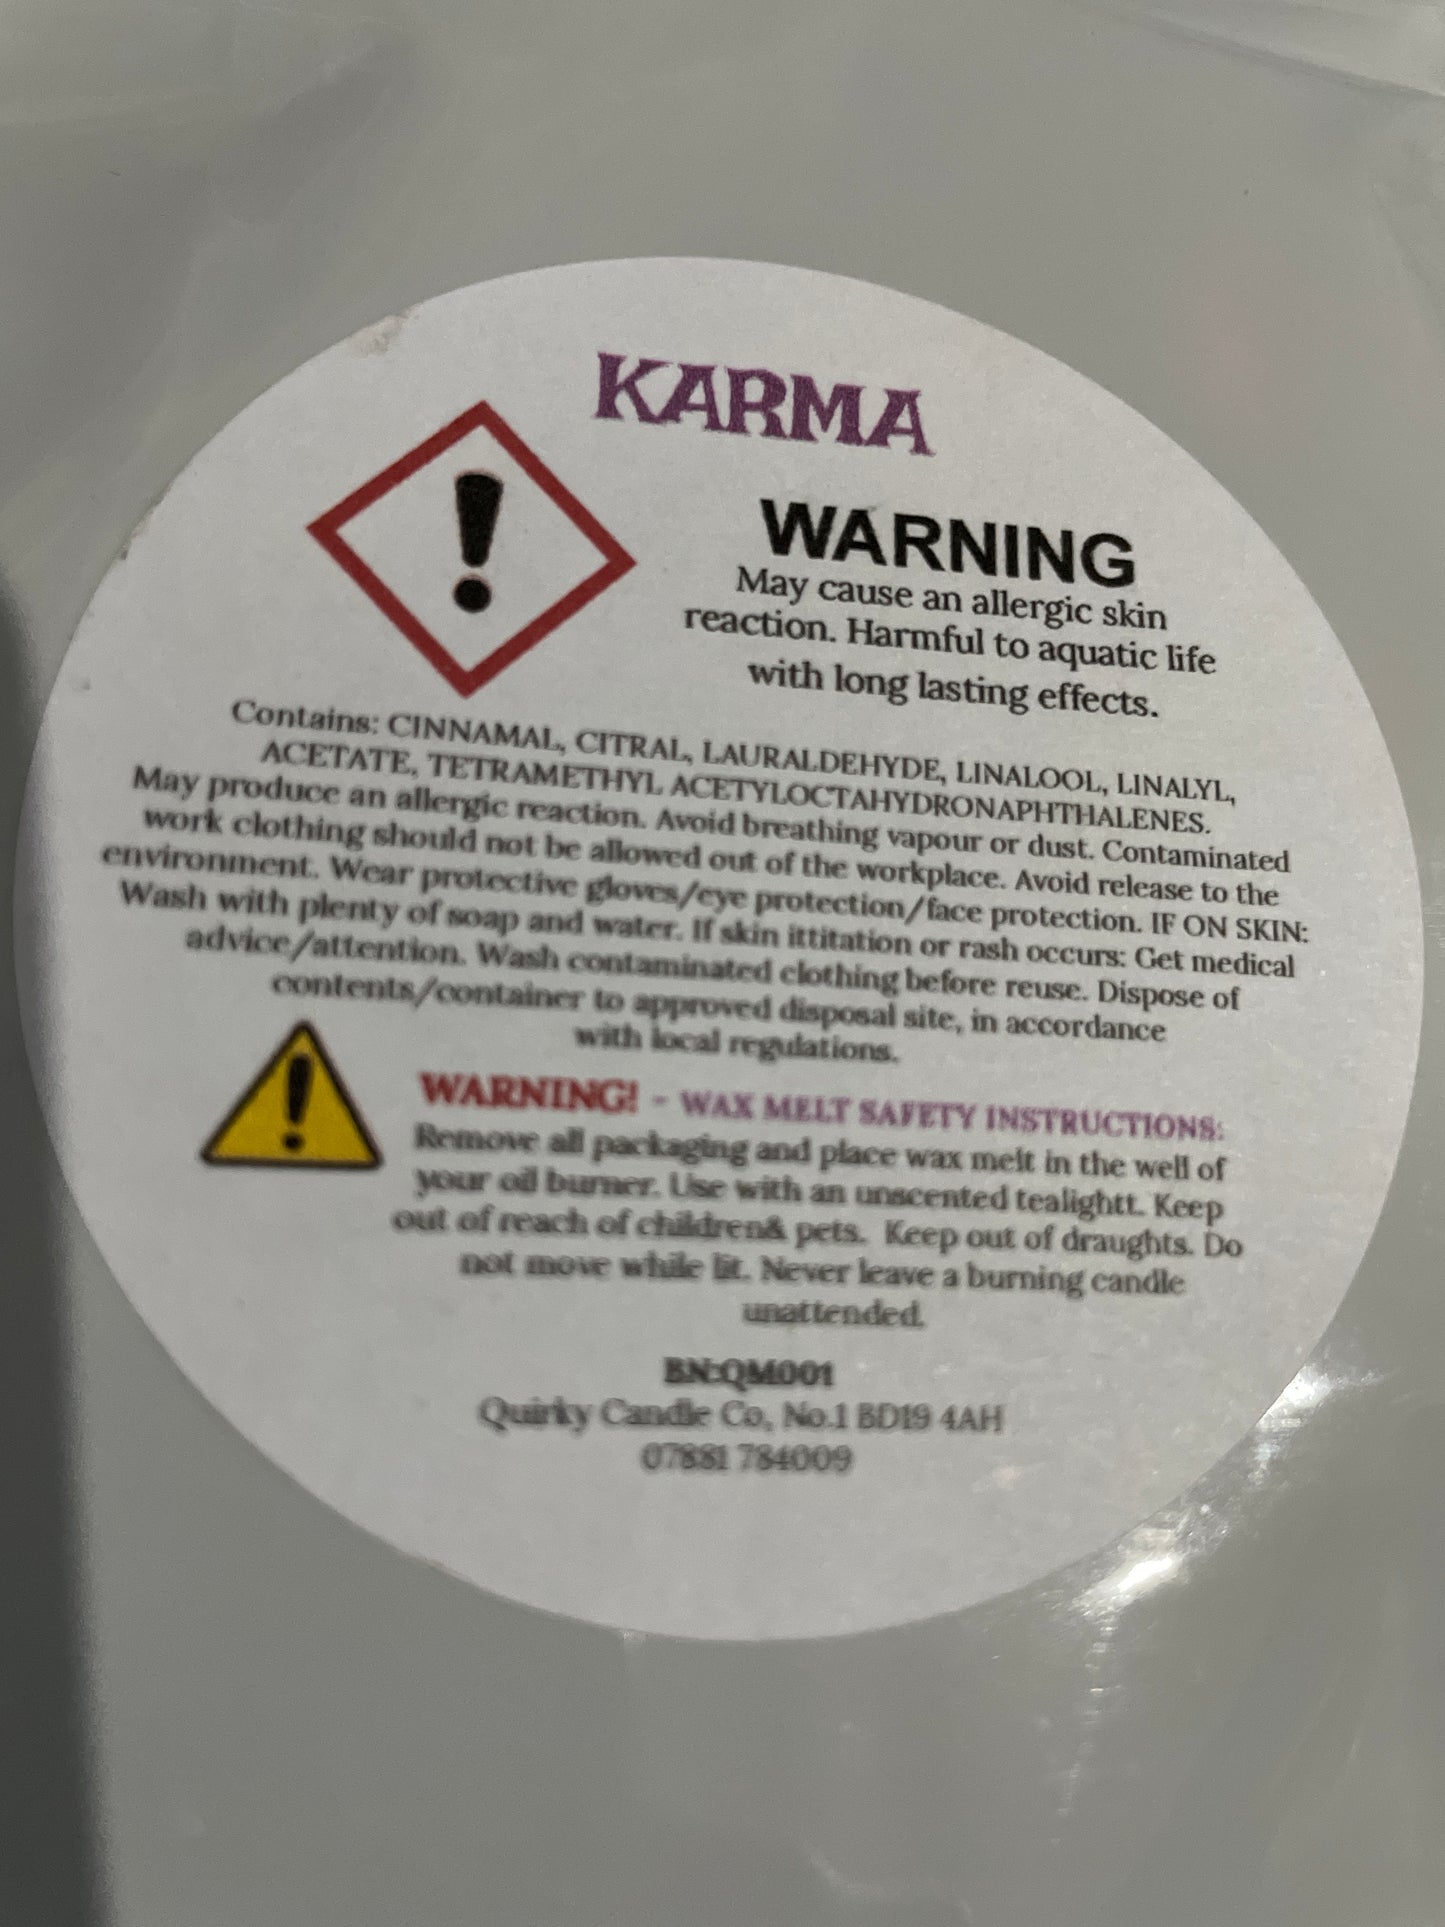 KARMA
WARNING
May cause an allergic skin
reaction. Harmful to aquatic life
with long lasting effects.
Contains: CINNAMAL, CITRAL, LAURALDEHYDE, LINALOOL, LINALYL,
ACETATE, TETRAMETHYL ACETYLOCTAHYDRONAPHTHALENES.
May produce an allergic reaction. Avoid breathing vapour or dust. Contaminated
work clothing should not be allowed out of the workplace. Avoid release to the
environment. Wear protective gloves/eye protection/face protection. IF ON SKIN:
Wash with plenty of soap and water. If skin ittitation or rash occurs: Get medical
advice/attention. Wash contaminated clothing before reuse. Dispose of
contents/container to approved disposal site, in accordance
with local regulations.
WARNING! - WAX MELT SAFETY INSTRUCTIONS:
Remove all packaging and place wax melt in the well of
your oil burner. Use with an unscented tealightt. Keep
out of reach of children& pets. Keep out of draughts. Do
not move while lit. Never leave a burning candle
unattended.
BN:QM001
Quirky Candle Co, No.1 BD19 4AH
07881 784009